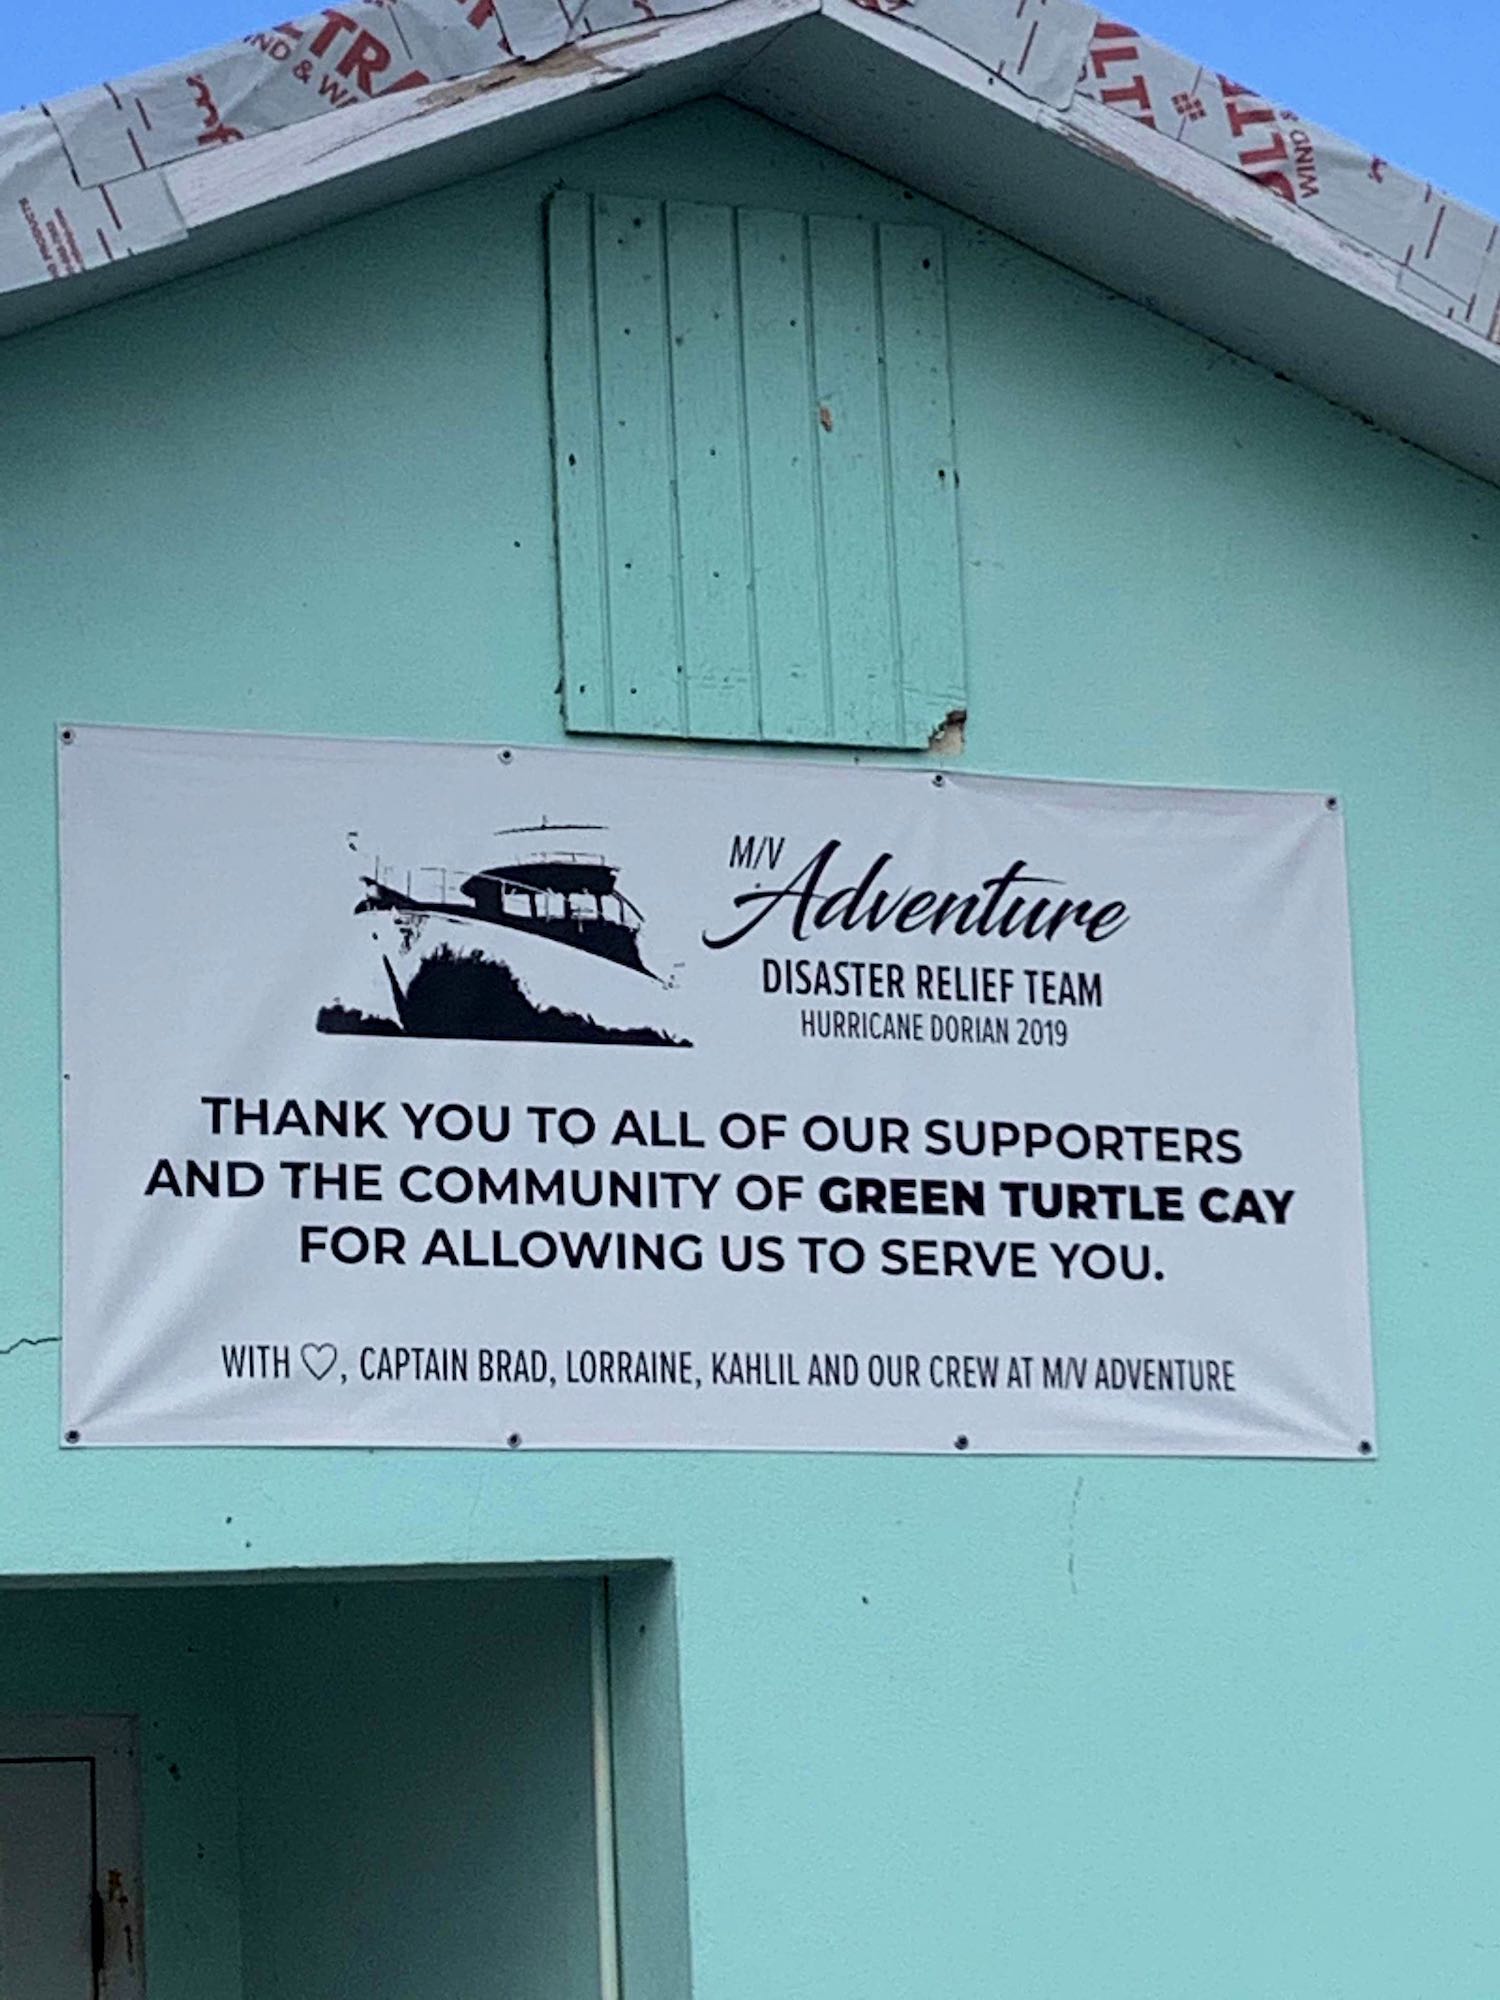 M/V
Adventure
DISASTER RELIEF TEAM
HURRICANE DORIAN 2019
THANK YOU TO ALL OF OUR SUPPORTERS
AND THE COMMUNITY OF GREEN TURTLE CAY
FOR ALLOWING US TO SERVE YOU.
WITH ♡, CAPTAIN BRAD, LORRAINE, KAHLIL AND OUR CREW AT M/V ADVENTURE